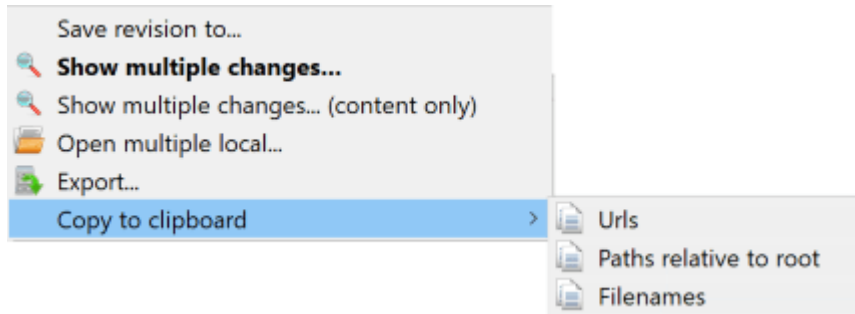 Save revision to...
Show multiple changes...
Show multiple changes... (content only)
Open multiple local...
Export...
Copy to clipboard
Urls
Paths relative to root
Filenames